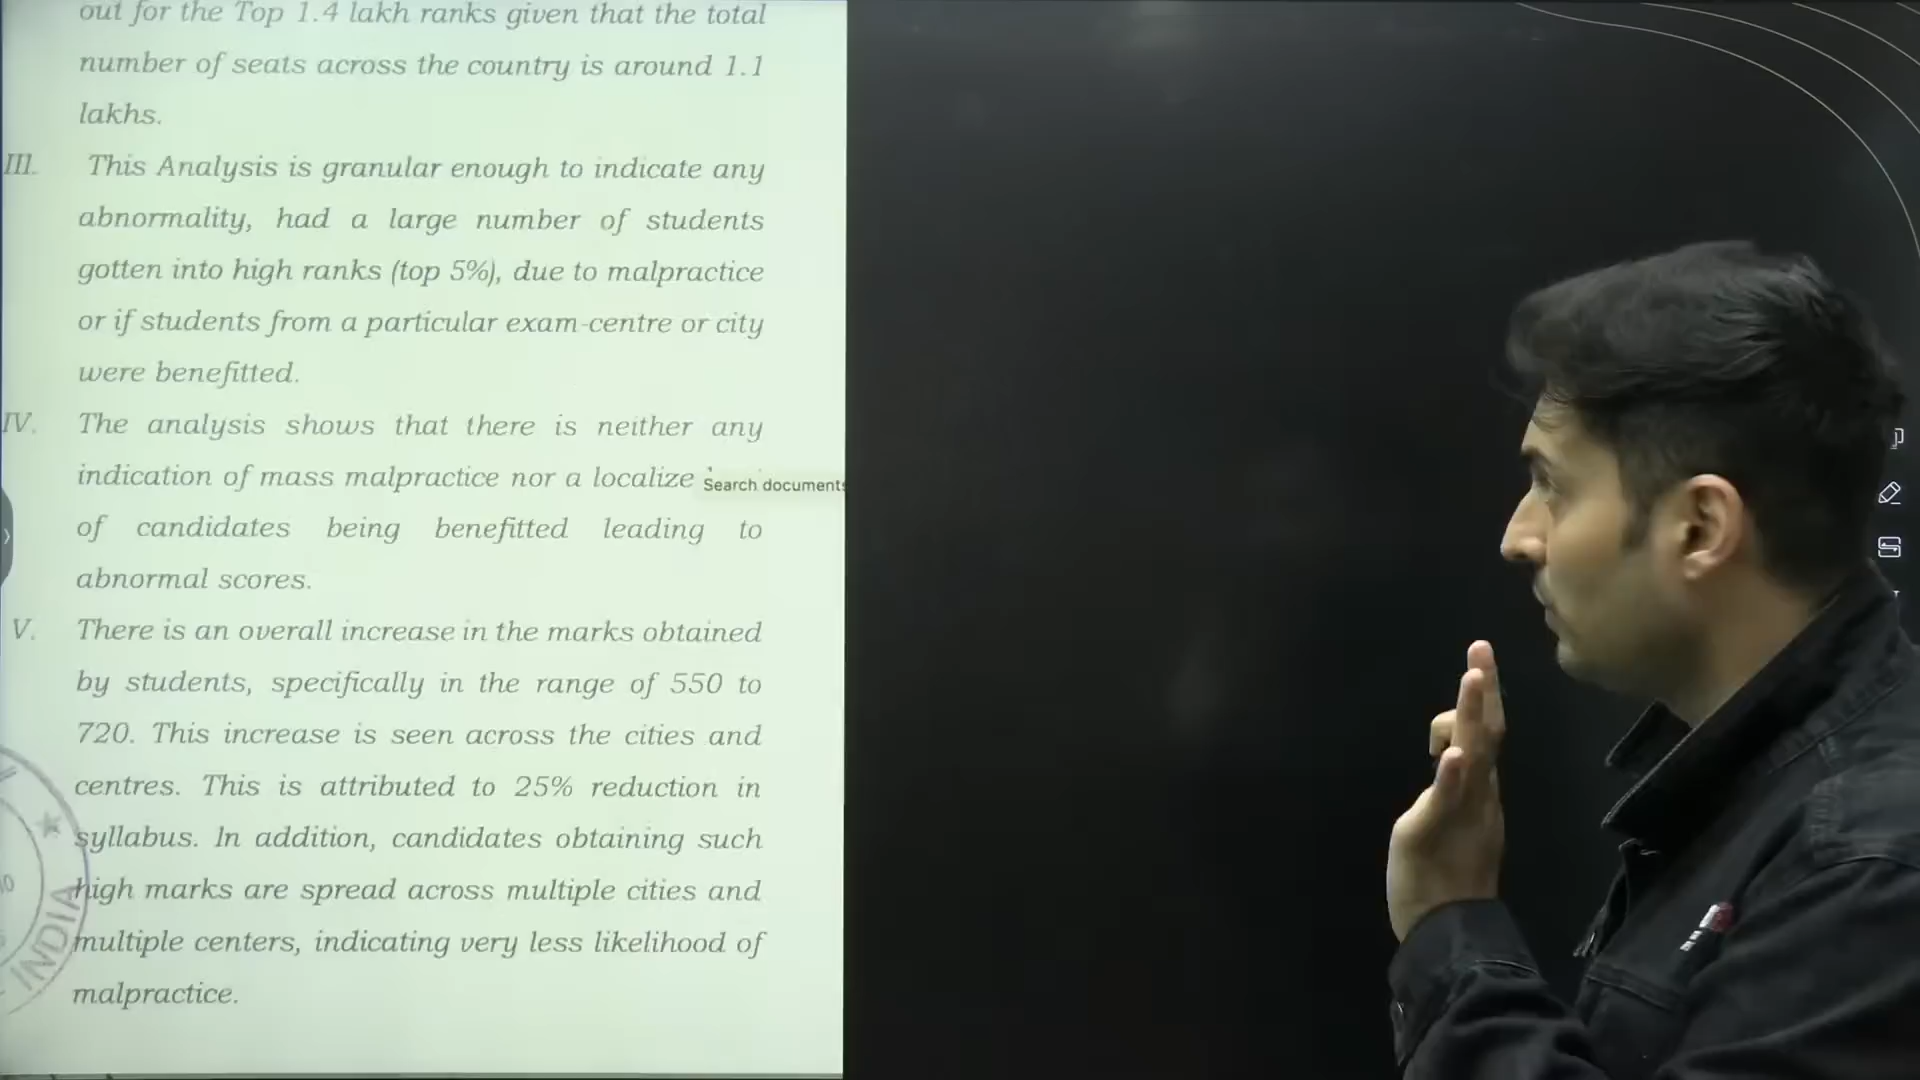 out for the Top 1.4 lakh ranks given that the total
number of seats across the country is around 1.1
lakhs.
III. This Analysis is granular enough to indicate any
abnormality, had a large number of students
gotten into high ranks (top 5%), due to malpractice
or if students from a particular exam-centre or city
were benefitted.
IV. The analysis shows that there is neither any
indication of mass malpractice nor a localize
Search documents
of candidates being benefitted leading to
abnormal scores.
V. There is an overall increase in the marks obtained
by students, specifically in the range of 550 to
720. This increase is seen across the cities and
centres. This is attributed to 25% reduction in
syllabus. In addition, candidates obtaining such
high marks are spread across multiple cities and
multiple centers, indicating very less likelihood of
malpractice.
INDIA